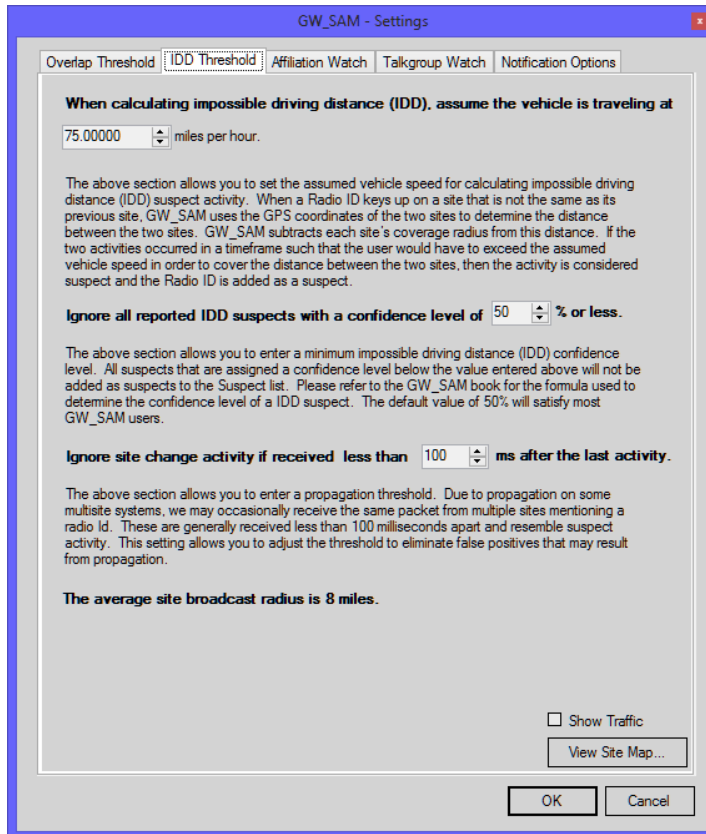 GW_SAM - Settings
x
Overlap Threshold IDD Threshold Affiliation Watch Talkgroup Watch Notification Options
When calculating impossible driving distance (IDD), assume the vehicle is traveling at
75.00000 miles per hour.
The above section allows you to set the assumed vehicle speed for calculating impossible driving
distance (IDD) suspect activity. When a Radio ID keys up on a site that is not the same as its
previous site, GW_SAM uses the GPS coordinates of the two sites to determine the distance
between the two sites. GW_SAM subtracts each site's coverage radius from this distance. If the
two activities occurred in a timeframe such that the user would have to exceed the assumed
vehicle speed in order to cover the distance between the two sites, then the activity is considered
suspect and the Radio ID is added as a suspect.
Ignore all reported IDD suspects with a confidence level of 50 % or less.
The above section allows you to enter a minimum impossible driving distance (IDD) confidence
level. All suspects that are assigned a confidence level below the value entered above will not be
added as suspects to the Suspect list. Please refer to the GW_SAM book for the formula used to
determine the confidence level of a IDD suspect. The default value of 50% will satisfy most
GW_SAM users.
Ignore site change activity if received less than 100 ms after the last activity.
The above section allows you to enter a propagation threshold. Due to propagation on some
multisite systems, we may occasionally receive the same packet from multiple sites mentioning a
radio Id. These are generally received less than 100 milliseconds apart and resemble suspect
activity. This setting allows you to adjust the threshold to eliminate false positives that may result
from propagation.
The average site broadcast radius is 8 miles.
Show Traffic
View Site Map...
OK Cancel